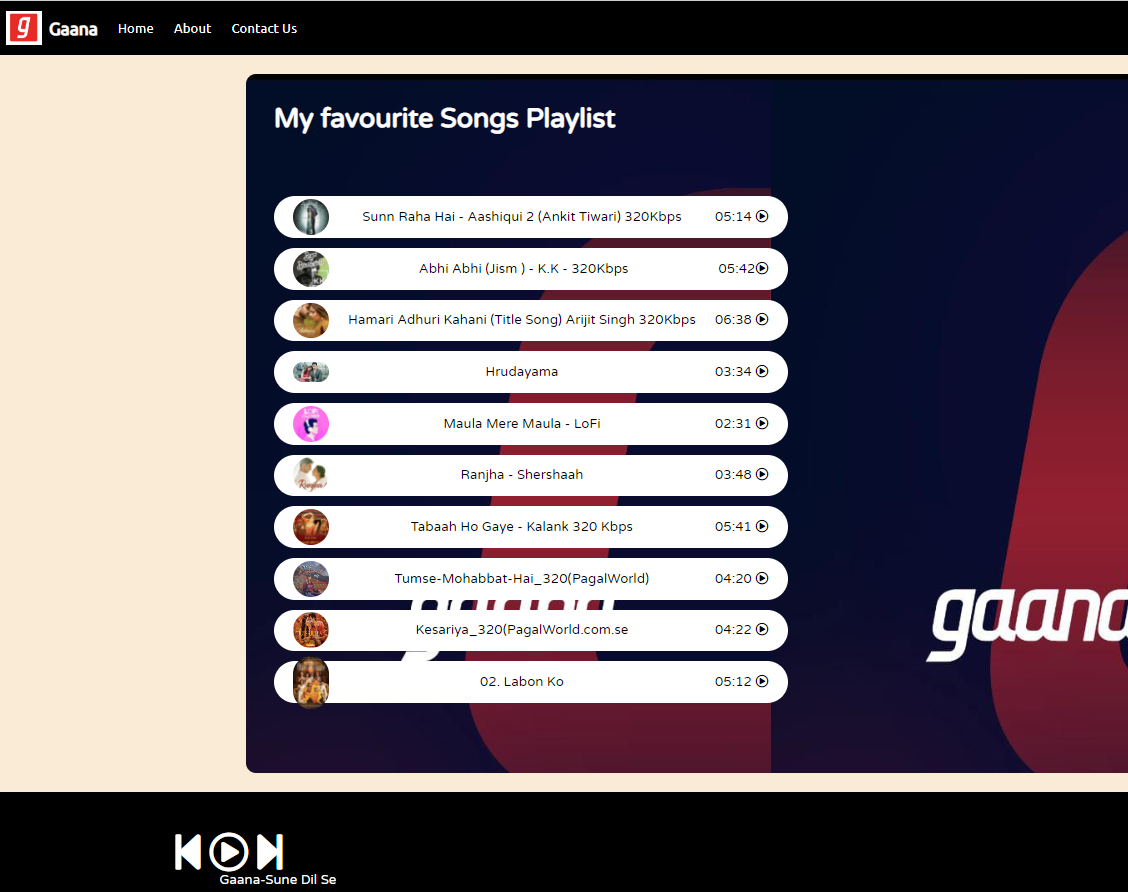 g Gaana Home About Contact Us
My favourite Songs Playlist
Sunn Raha Hai - Aashiqui 2 (Ankit Tiwari) 320Kbps 05:14
Abhi Abhi (Jism ) - K.K - 320Kbps 05:42
Hamari Adhuri Kahani (Title Song) Arijit Singh 320Kbps 06:38
Hrudayama 03:34
Maula Mere Maula - LoFi 02:31
Ranjha - Shershaah 03:48
Tabaah Ho Gaye - Kalank 320 Kbps 05:41
Tumse-Mohabbat-Hai_320(PagalWorld) 04:20
gaana gaana
Kesariya_320(PagalWorld.com.se 04:22
02. Labon Ko 05:12
Gaana-Sune Dil Se